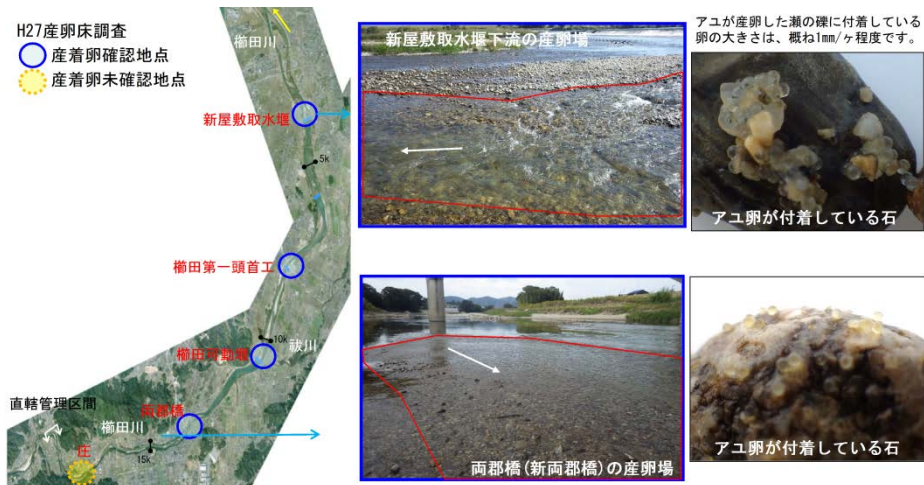 H27産卵床調査
産着卵確認地点
産着卵未確認地点
櫛田川
新屋敷取水堰
5k
櫛田第一頭首工
10k
祓川
櫛田可動堰
直轄管理区間
両郡橋
櫛田川
15k
庄
新屋敷取水堰下流の産卵場
両郡橋(新両郡橋)の産卵場
アユが産卵した瀬の礫に付着している
卵の大きさは、概ね1mm/ヶ程度です。
アユ卵が付着している石
アユ卵が付着している石